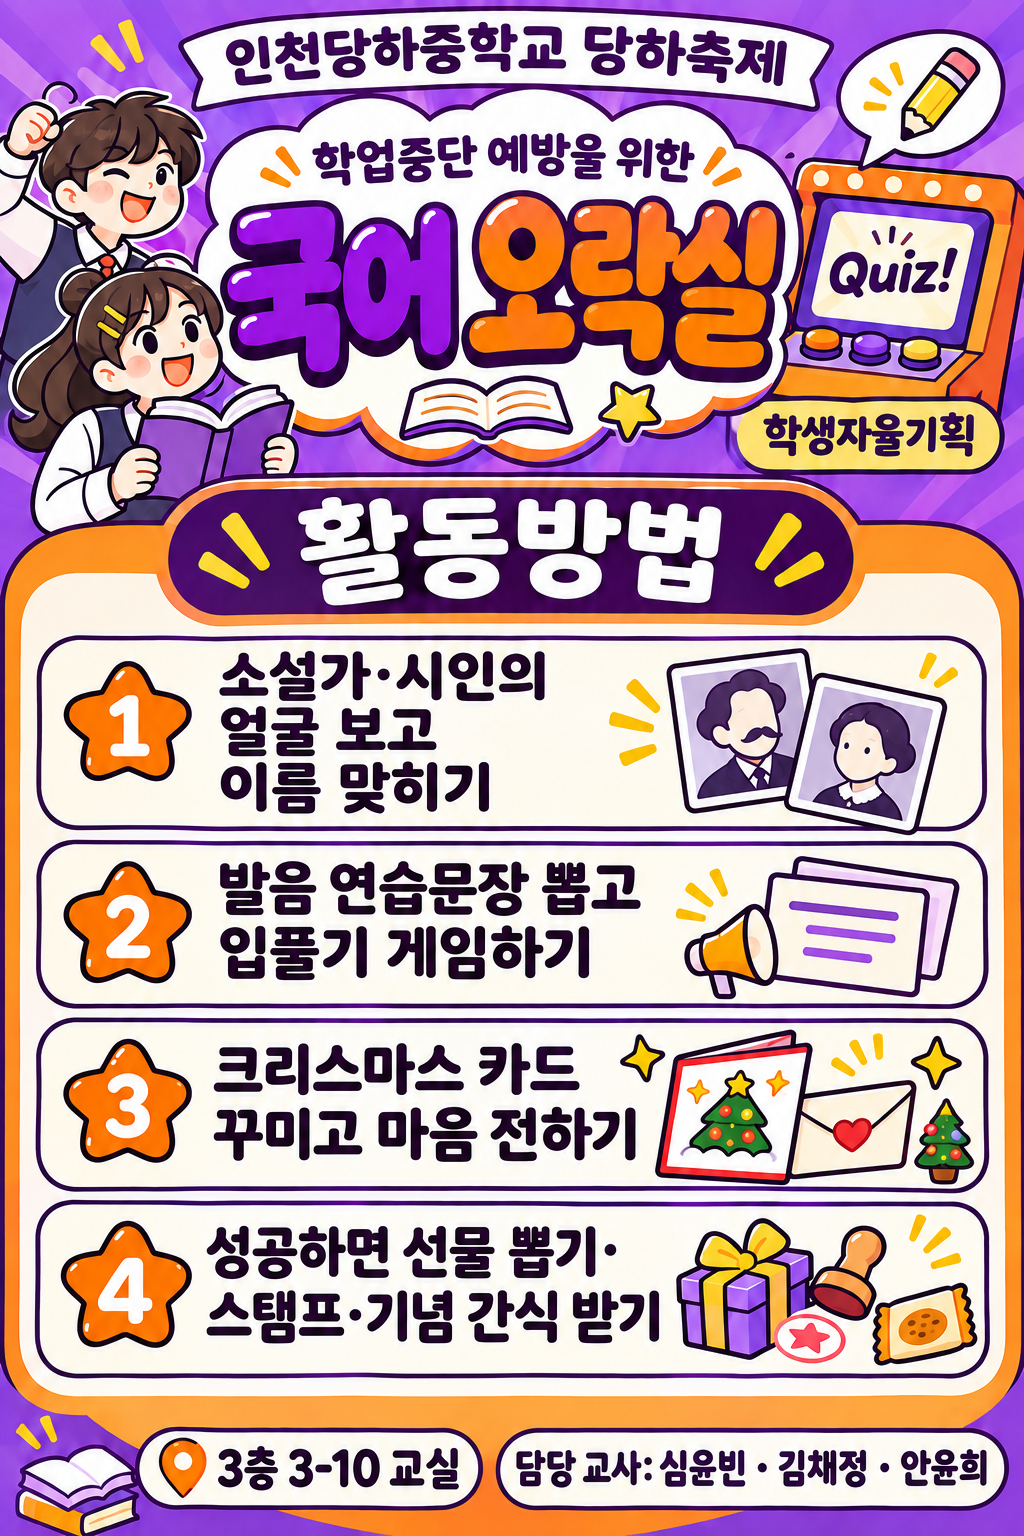 인천당하중학교 당하축제
학업중단 예방을 위한
국어 오락실
Quiz!
학생자율기획
활동방법
1
소설가·시인의
얼굴 보고
이름 맞히기
2
발음 연습문장 뽑고
입풀기 게임하기
3
크리스마스 카드
꾸미고 마음 전하기
4
성공하면 선물 뽑기·
스탬프·기념 간식 받기
3층 3-10 교실
담당 교사: 심윤빈 · 김채정 · 안윤희